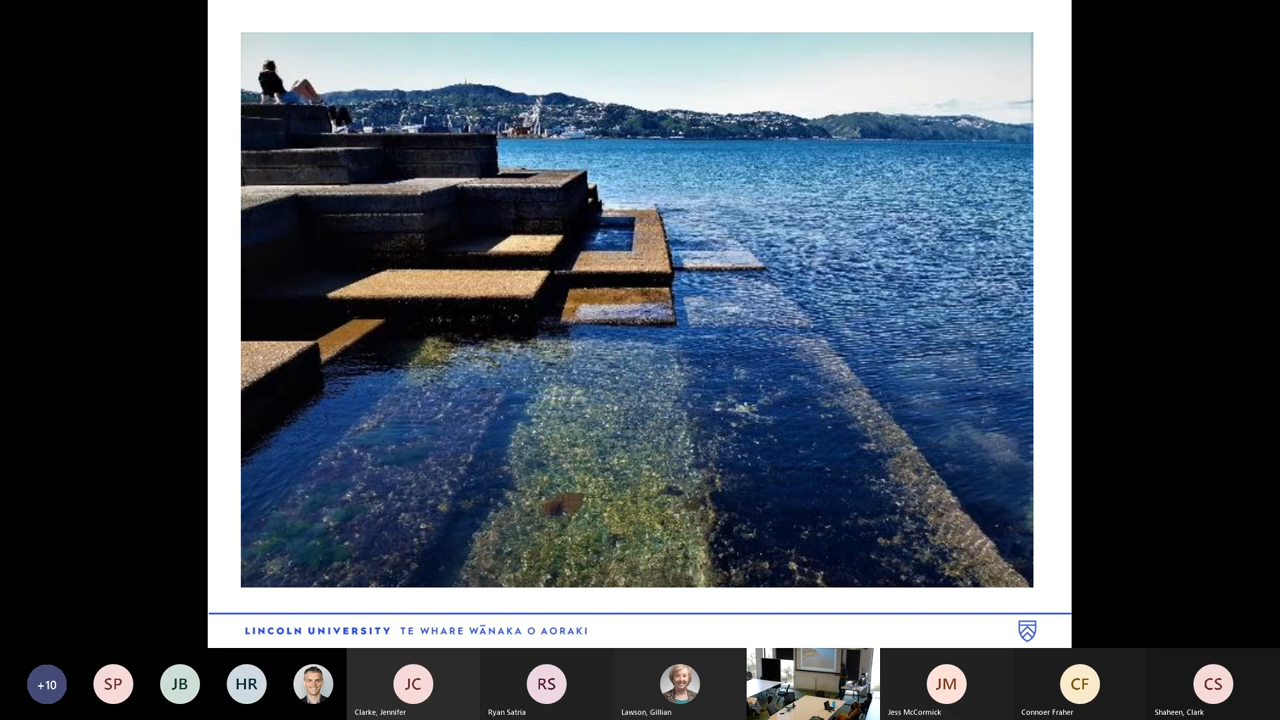 LINCOLN UNIVERSITY TE WHARE WĀNAKA O AORAKI
+10
SP
JB
HR
JC
RS
JM
CF
CS
Clarke, Jennifer
Ryan Satria
Lawson, Gillian
Jess McCormick
Connoer Fraher
Shaheen, Clark